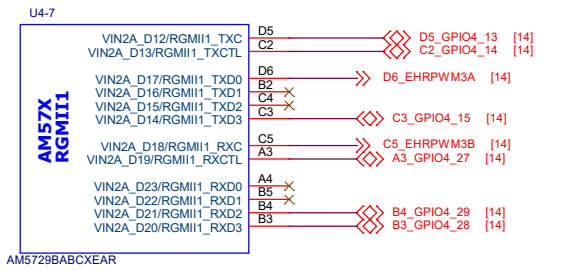 U4-7
VIN2A_D12/RGMII1_TXC D5 D5_GPIO4_13 [14]
VIN2A_D13/RGMII1_TXCTL C2 C2_GPIO4_14 [14]
VIN2A_D17/RGMII1_TXD0 D6 D6_EHRPWM3A [14]
VIN2A_D16/RGMII1_TXD1 B2
VIN2A_D15/RGMII1_TXD2 C4
VIN2A_D14/RGMII1_TXD3 C3 C3_GPIO4_15 [14]
AM57X
RGMII1
VIN2A_D18/RGMII1_RXC C5 C5_EHRPWM3B [14]
VIN2A_D19/RGMII1_RXCTL A3 A3_GPIO4_27 [14]
VIN2A_D23/RGMII1_RXD0 A4
VIN2A_D22/RGMII1_RXD1 B5
VIN2A_D21/RGMII1_RXD2 B4 B4_GPIO4_29 [14]
VIN2A_D20/RGMII1_RXD3 B3 B3_GPIO4_28 [14]
AM5729BABCXEAR